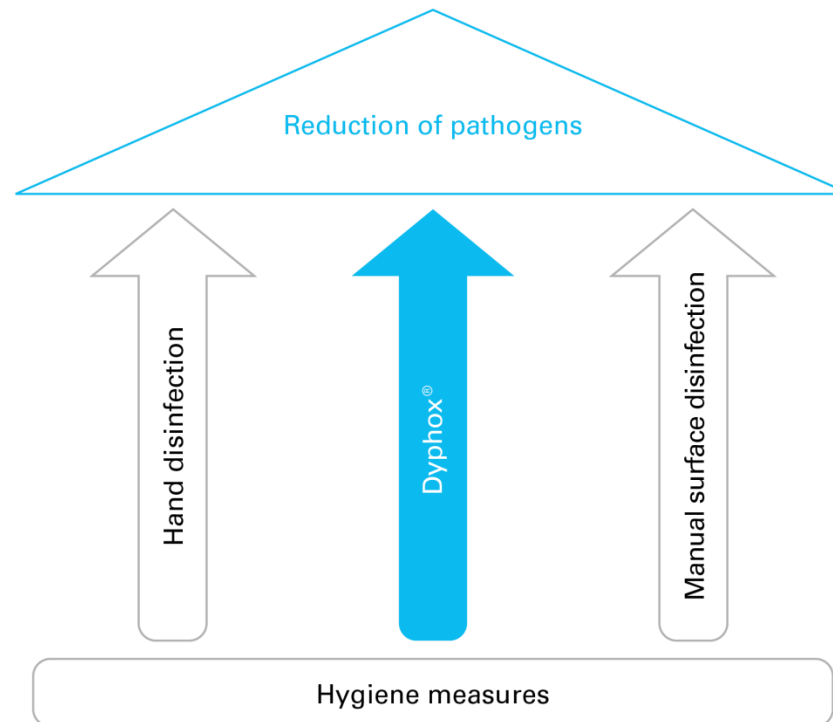 Reduction of pathogens
Hand disinfection
Dyphox®
Manual surface disinfection
Hygiene measures